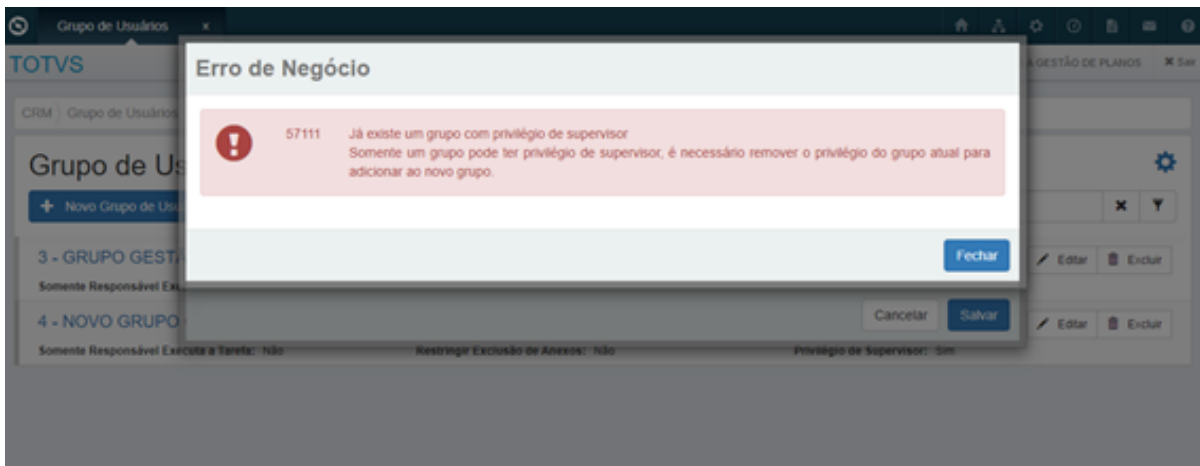 Grupo de Usuários ×
TOTVS
A GESTÃO DE PLANOS × Sair
Erro de Negócio
CRM Grupo de Usuários
57111 Já existe um grupo com privilégio de supervisor
Somente um grupo pode ter privilégio de supervisor, é necessário remover o privilégio do grupo atual para
adicionar ao novo grupo.
Grupo de Us
+ Novo Grupo de Usu
Fechar
3 - GRUPO GEST
Editar Excluir
Somente Responsável Exe
Cancelar Salvar
4 - NOVO GRUPO
Editar Excluir
Somente Responsável Executa a Tarefa: Não Restringir Exclusão de Anexos: Não Privilégio de Supervisor: Sim